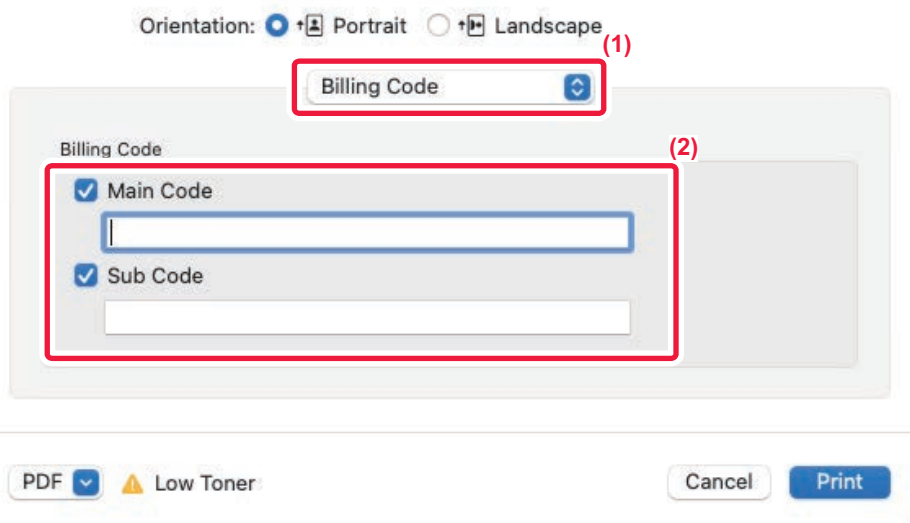 Orientation: Portrait Landscape
(1)
Billing Code
Billing Code
(2)
Main Code
Sub Code
PDF Low Toner Cancel Print